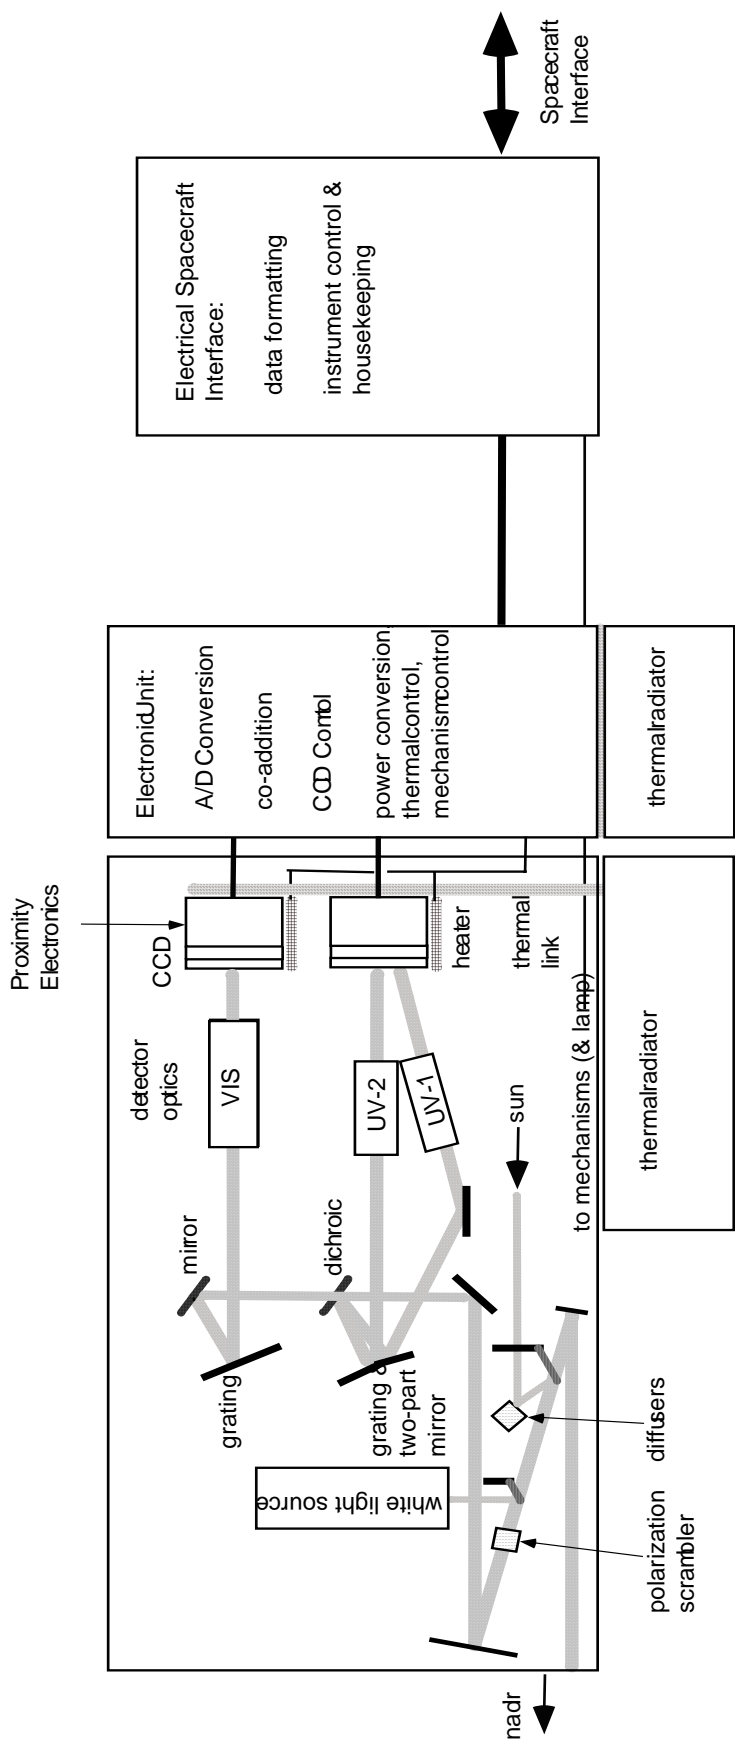 Proximity
Electronics
detector
optics
CCD
VIS
mirror
grating
dichroic
UV-2
UV-1
grating &
two-part
mirror
white light source
heater
thermal
link
sun
to mechanisms (& lamp)
nadr
polarization
scrambler
diffusers
thermalradiator
Electronic Unit:
A/D Conversion
co-addition
CCD Control
power conversion,
thermalcontrol,
mechanismcontrol
thermalradiator
Electrical Spacecraft
Interface:
data formatting
instrument control &
housekeeping
Spacecraft
Interface